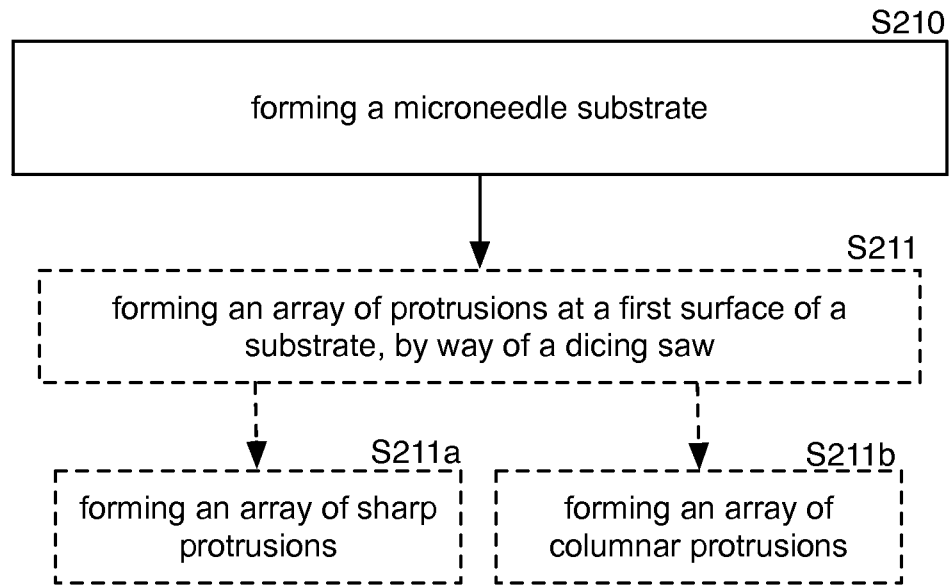 S210
forming a microneedle substrate
S211
forming an array of protrusions at a first surface of a
substrate, by way of a dicing saw
S211a
forming an array of sharp
protrusions
S211b
forming an array of
columnar protrusions